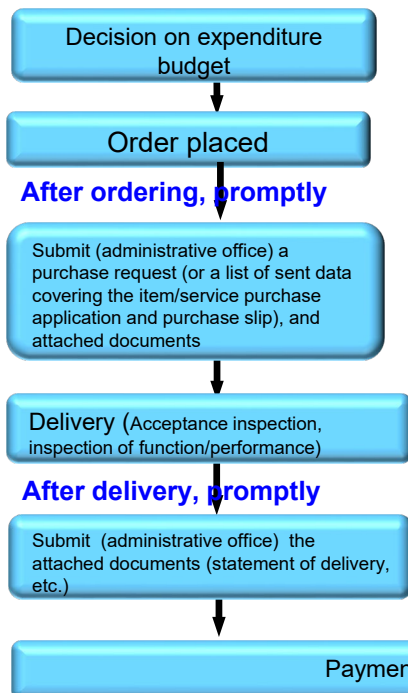 Decision on expenditure
budget
Order placed
After ordering, promptly
Submit (administrative office) a
purchase request (or a list of sent data
covering the item/service purchase
application and purchase slip), and
attached documents
Delivery (Acceptance inspection,
inspection of function/performance)
After delivery, promptly
Submit (administrative office) the
attached documents (statement of delivery,
etc.)
Paymen